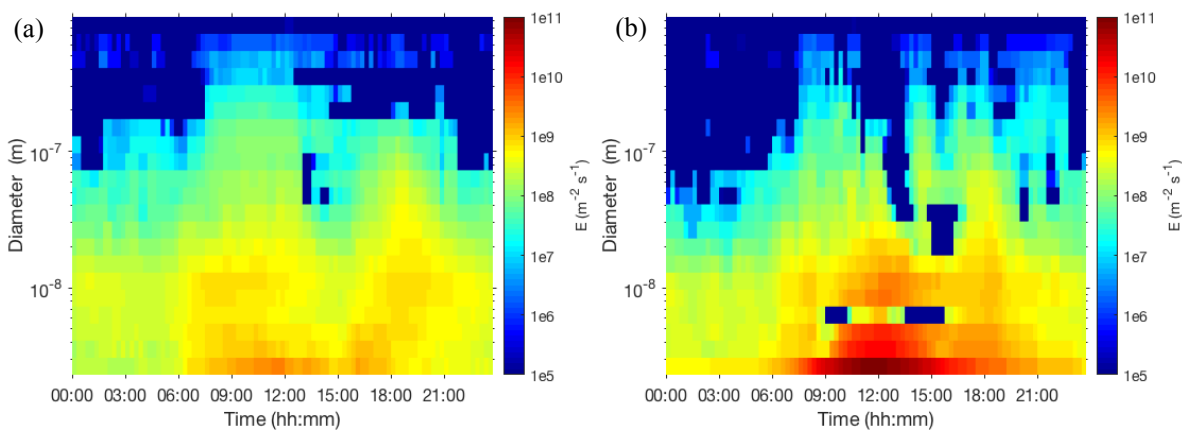 (a)
Diameter (m)
10-7
10-8
00:00 03:00 06:00 09:00 12:00 15:00 18:00 21:00
Time (hh:mm)
1e11
1e10
1e9
1e8
1e7
1e6
1e5
E (m-2 s-1)
(b)
Diameter (m)
10-7
10-8
00:00 03:00 06:00 09:00 12:00 15:00 18:00 21:00
Time (hh:mm)
1e11
1e10
1e9
1e8
1e7
1e6
1e5
E (m-2 s-1)